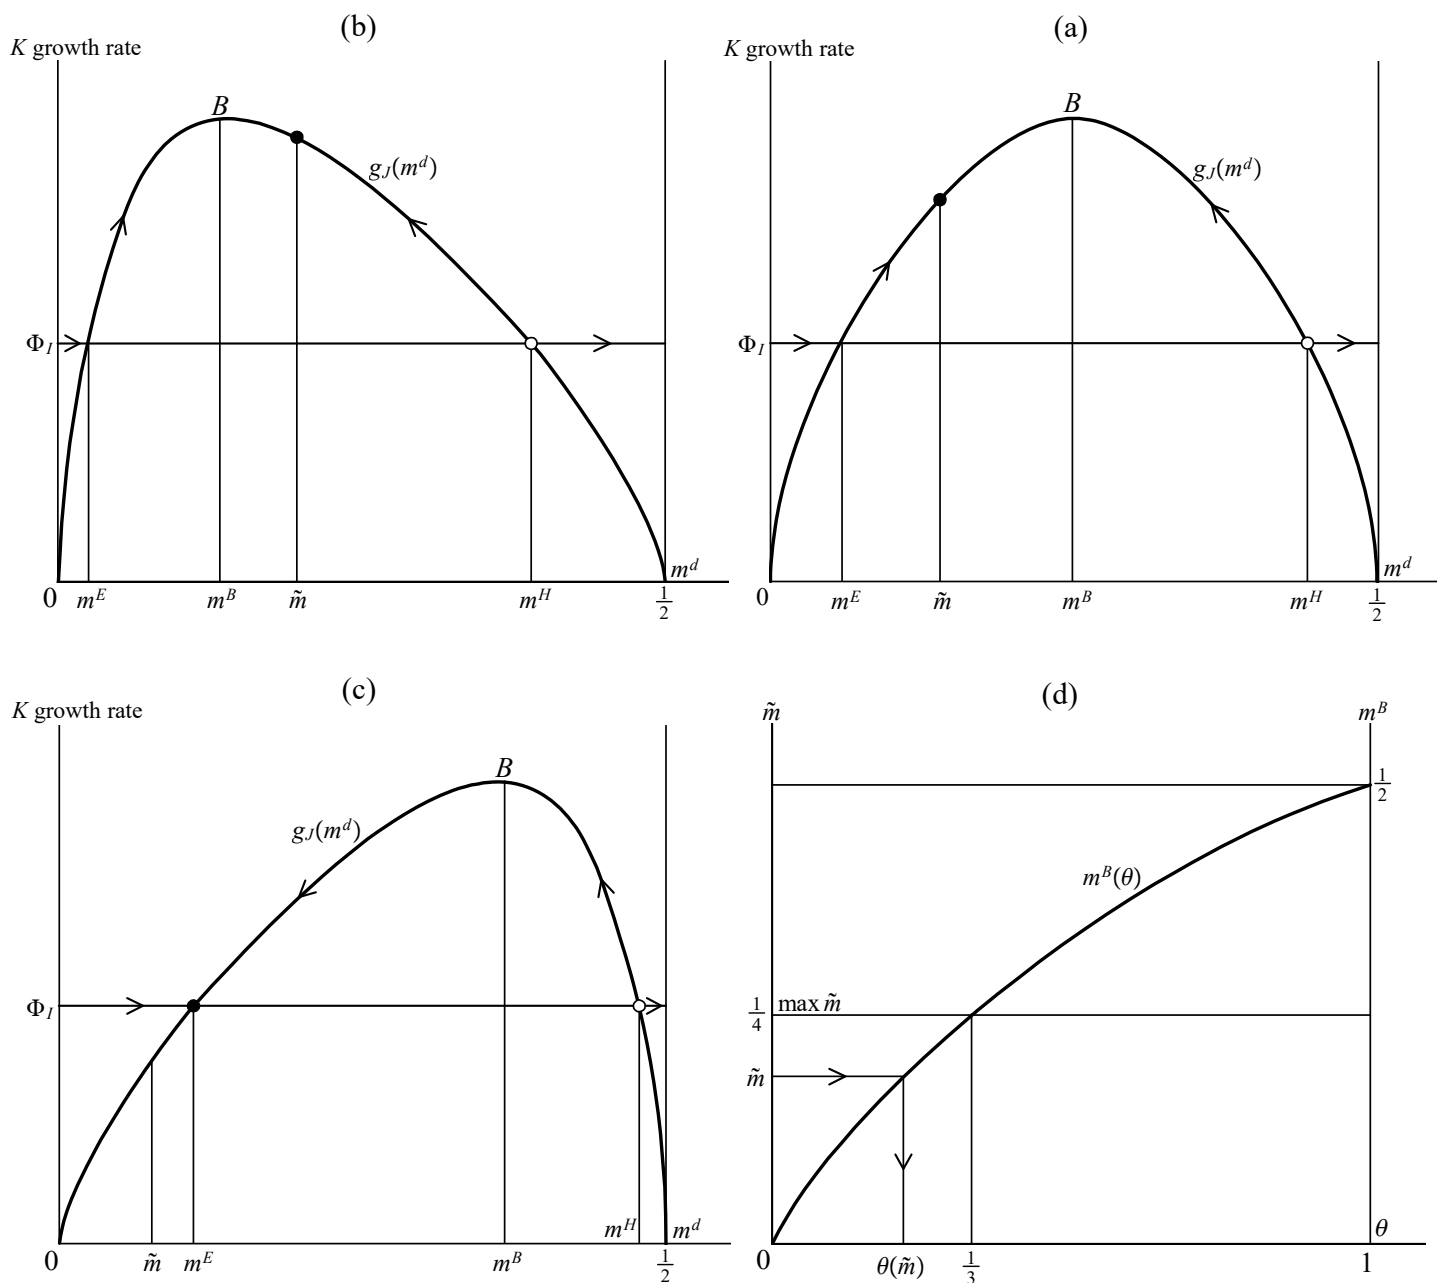 (b)
K growth rate
B
g_J(m^d)
Φ_I
m^d
0 m^E m^B m̃ m^H 1/2
(a)
K growth rate
B
g_J(m^d)
Φ_I
m^d
0 m^E m̃ m^B m^H 1/2
(c)
K growth rate
B
g_J(m^d)
Φ_I
m^H m^d
0 m̃ m^E m^B 1/2
(d)
m̃ m^B
1/2
m^B(θ)
1/4 max m̃
m̃
θ
0 θ(m̃) 1/3 1